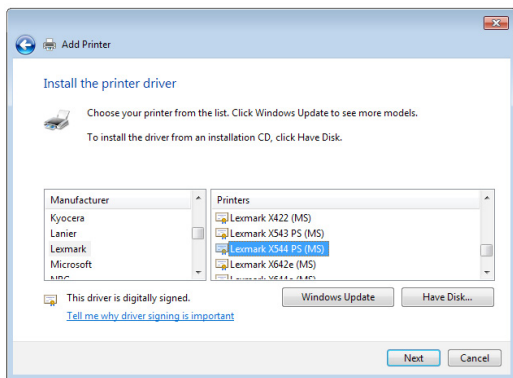 Add Printer
Install the printer driver
Choose your printer from the list. Click Windows Update to see more models.
To install the driver from an installation CD, click Have Disk.
Manufacturer
Kyocera
Lanier
Lexmark
Microsoft
Printers
Lexmark X422 (MS)
Lexmark X543 PS (MS)
Lexmark X544 PS (MS)
Lexmark X642e (MS)
This driver is digitally signed.
Tell me why driver signing is important
Windows Update
Have Disk...
Next
Cancel